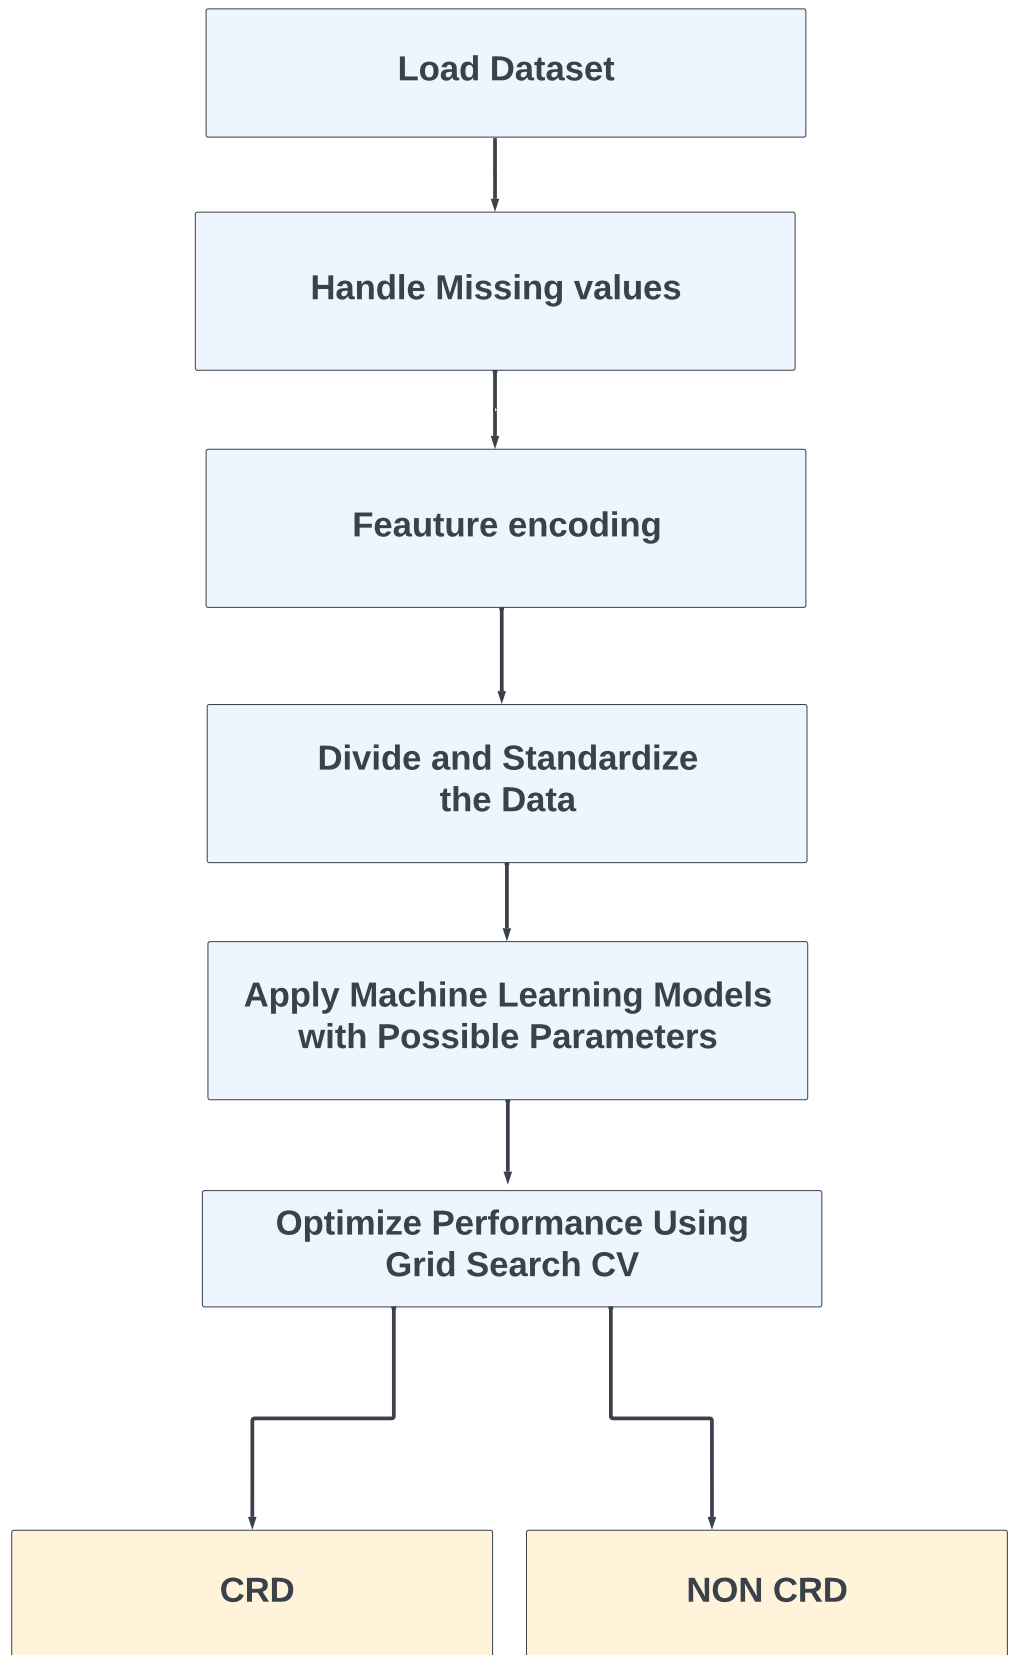 Load Dataset
Handle Missing values
Feauture encoding
Divide and Standardize
the Data
Apply Machine Learning Models
with Possible Parameters
Optimize Performance Using
Grid Search CV
CRD
NON CRD